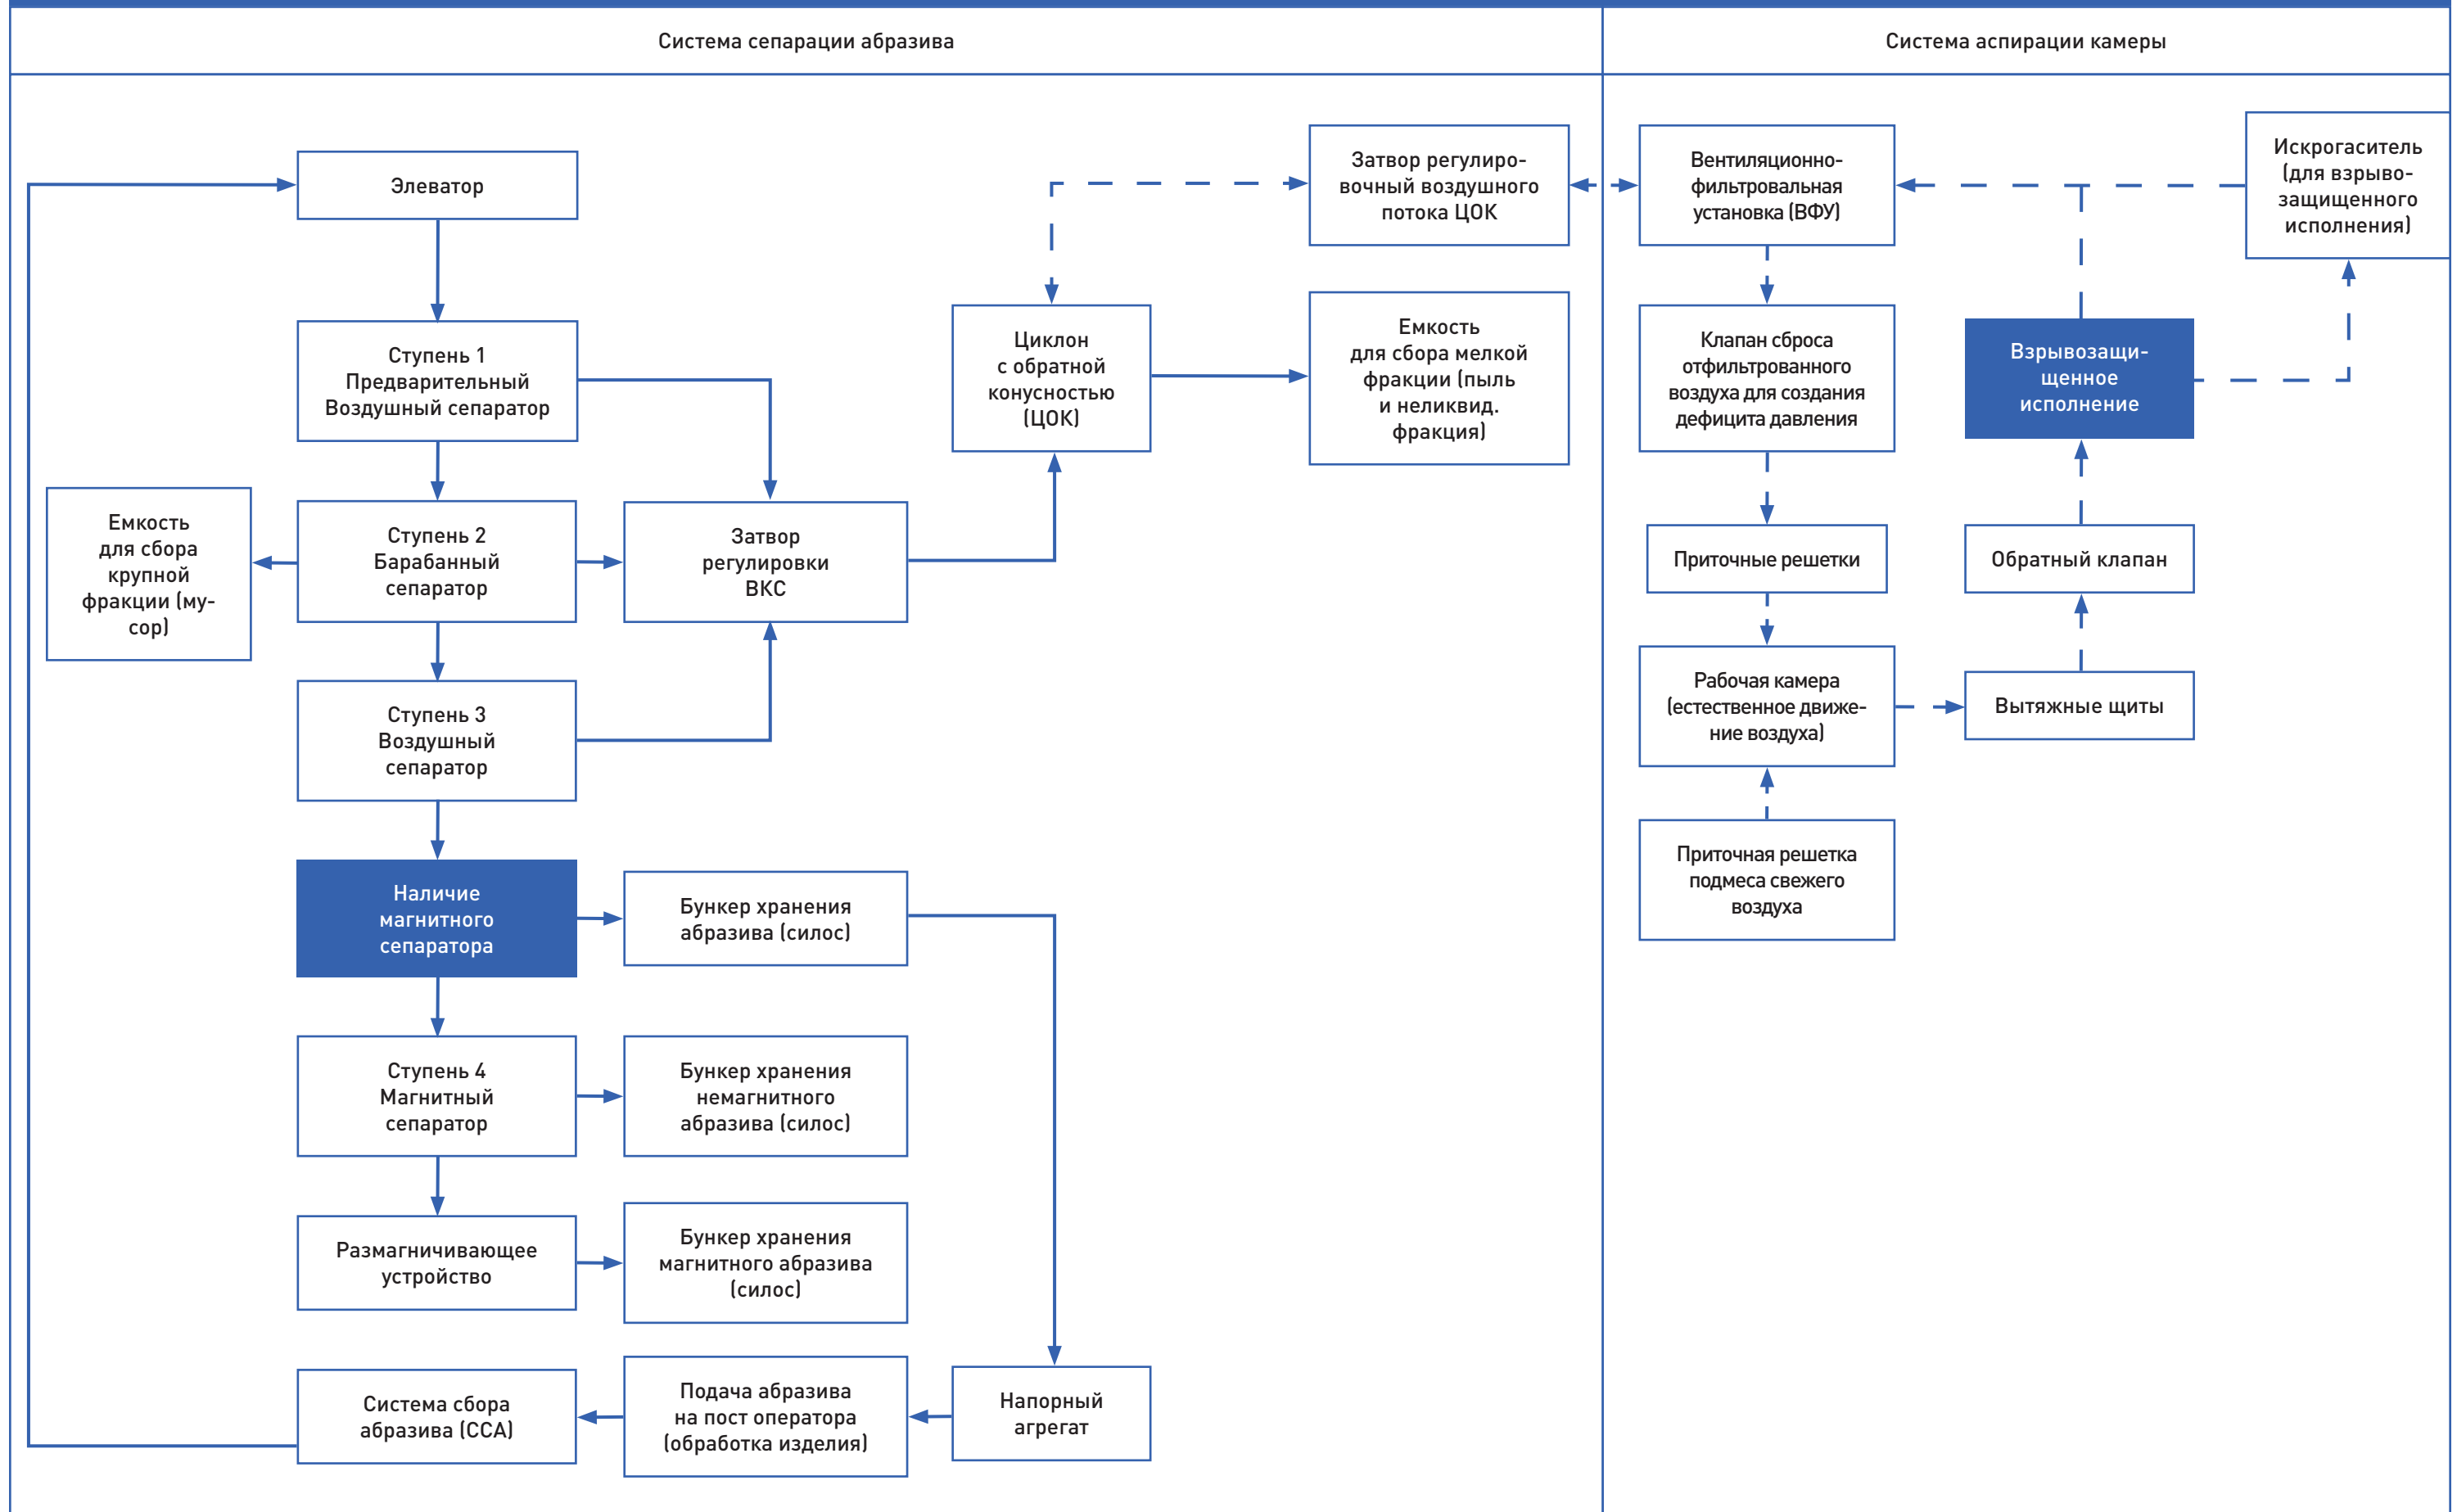 Система сепарации абразива
Система аспирации камеры
Элеватор
Ступень 1
Предварительный
Воздушный сепаратор
Емкость
для сбора
крупной
фракции (му-
сор)
Ступень 2
Барабанный
сепаратор
Затвор
регулировки
ВКС
Ступень 3
Воздушный
сепаратор
Циклон
с обратной
конусностью
(ЦОК)
Затвор регулиро-
вочный воздушного
потока ЦОК
Емкость
для сбора мелкой
фракции (пыль
и неликвид.
фракция)
Наличие
магнитного
сепаратора
Бункер хранения
абразива (силос)
Ступень 4
Магнитный
сепаратор
Бункер хранения
немагнитного
абразива (силос)
Размагничивающее
устройство
Бункер хранения
магнитного абразива
(силос)
Система сбора
абразива (ССА)
Подача абразива
на пост оператора
(обработка изделия)
Напорный
агрегат
Вентиляционно-
фильтровальная
установка (ВФУ)
Искрогаситель
(для взрыво-
защищенного
исполнения)
Клапан сброса
отфильтрованного
воздуха для создания
дефицита давления
Взрывозащи-
щенное
исполнение
Приточные решетки
Обратный клапан
Рабочая камера
(естественное движе-
ние воздуха)
Вытяжные щиты
Приточная решетка
подмеса свежего
воздуха